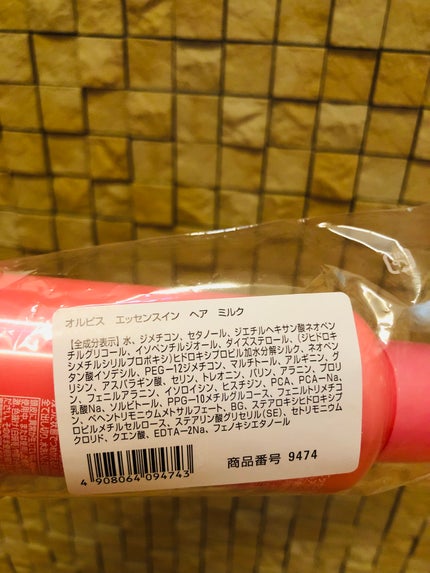 オルビス エッセンスイン ヘア ミルク
【全成分表示】水、ジメチコン、セタノール、ジエチルヘキサン酸ネオペン
チルグリコール、イソペンチルジオール、ダイズステロール、(ジヒドロキ
シメチルシリルプロポキシ)ヒドロキシプロピル加水分解シルク、ネオペン
タン酸イソデシル、PEG-12ジメチコン、マルチトール、アルギニン、グ
リシン、アスパラギン酸、セリン、トレオニン、バリン、アラニン、プロリ
ン、フェニルアラニン、イソロイシン、ヒスチジン、PCA、PCA-Na、
乳酸Na、ソルビトール、PPG-10メチルグルコース、フェニルトリメチコ
ン、ベヘントリモニウムメトサルフェート、BG、ステアロキシヒドロキシプ
ロピルメチルセルロース、ステアリン酸グリセリル(SE)、セトリモニウム
クロリド、クエン酸、EDTA-2Na、フェノキシエタノール
商品番号 9474
4 908064 094743